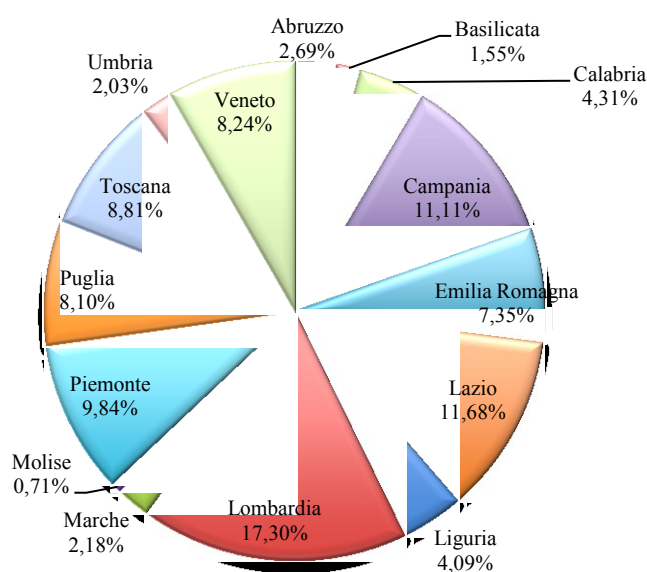 Abruzzo
2,69%
Basilicata
1,55%
Calabria
4,31%
Campania
11,11%
Emilia Romagna
7,35%
Lazio
11,68%
Liguria
4,09%
Lombardia
17,30%
Marche
2,18%
Molise
0,71%
Piemonte
9,84%
Puglia
8,10%
Toscana
8,81%
Umbria
2,03%
Veneto
8,24%